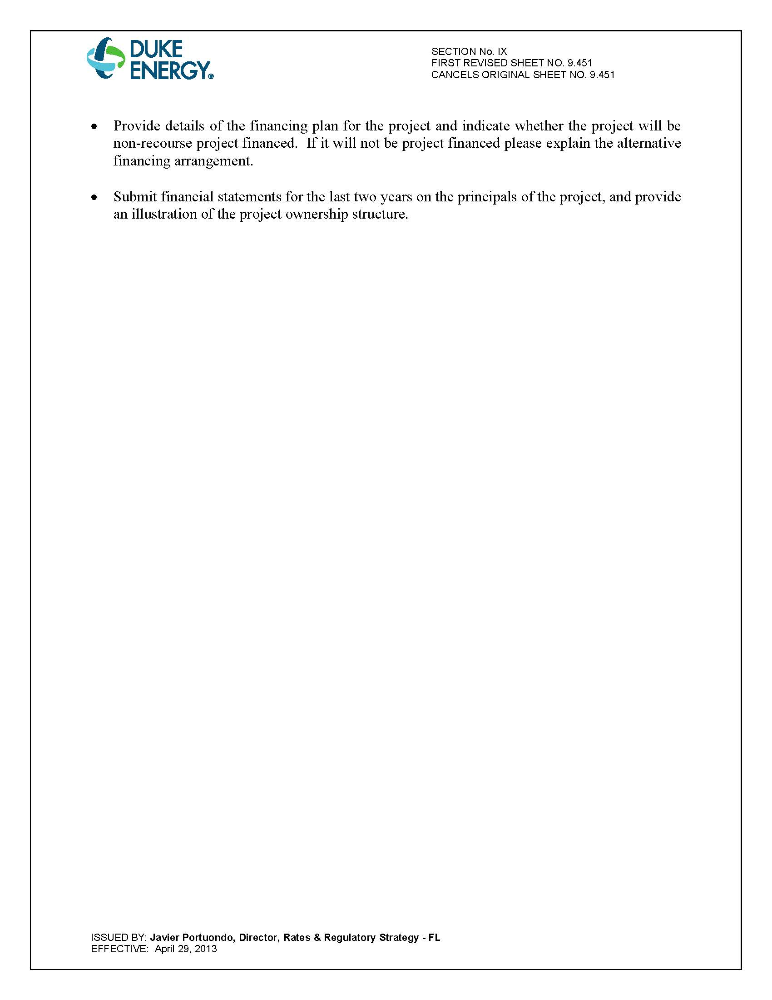 DUKE
ENERGY®
SECTION No. IX
FIRST REVISED SHEET NO. 9.451
CANCELS ORIGINAL SHEET NO. 9.451
• Provide details of the financing plan for the project and indicate whether the project will be
non-recourse project financed.  If it will not be project financed please explain the alternative
financing arrangement.
• Submit financial statements for the last two years on the principals of the project, and provide
an illustration of the project ownership structure.
ISSUED BY: Javier Portuondo, Director, Rates & Regulatory Strategy - FL
EFFECTIVE:  April 29, 2013